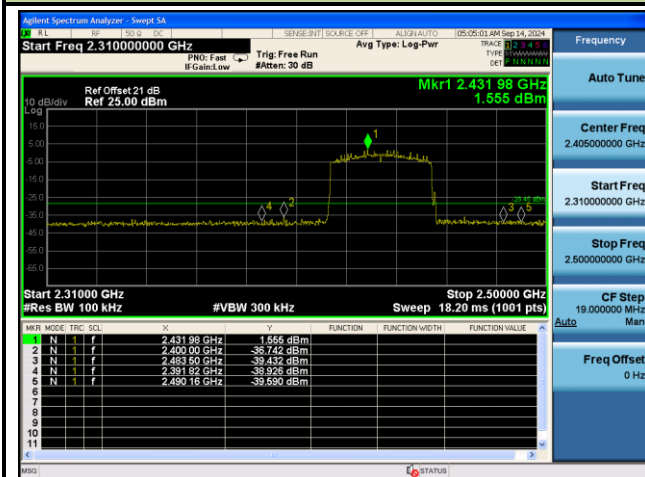 Agilent Spectrum Analyzer - Swept SA
RL RF 50 Ω DC SENSE:INT SOURCE OFF ALIGN AUTO 05:05:01 AM Sep 14, 2024
Start Freq 2.310000000 GHz
PNO: Fast
IFGain:Low
Trig: Free Run
#Atten: 30 dB
Avg Type: Log-Pwr
TRACE 1 2 3 4 5 6
TYPE MWWWWW
DET P N N N N N
Mkr1 2.431 98 GHz
1.555 dBm
Ref Offset 21 dB
Ref 25.00 dBm
10 dB/div
Log
15.0
5.00
-5.00
-15.0
-25.0
-35.0
-45.0
-55.0
-65.0
1
4
2
3
5
Start 2.31000 GHz
Stop 2.50000 GHz
#Res BW 100 kHz
#VBW 300 kHz
Sweep 18.20 ms (1001 pts)
MKR MODE TRC SCL X Y FUNCTION FUNCTION WIDTH FUNCTION VALUE
1 N 1 f 2.431 98 GHz 1.555 dBm
2 N 1 f 2.400 00 GHz -36.742 dBm
3 N 1 f 2.483 50 GHz -39.432 dBm
4 N 1 f 2.391 82 GHz -38.926 dBm
5 N 1 f 2.490 16 GHz -39.590 dBm
6
7
8
9
10
11
MSG
STATUS
Frequency
Auto Tune
Center Freq
2.405000000 GHz
Start Freq
2.310000000 GHz
Stop Freq
2.500000000 GHz
CF Step
19.000000 MHz
Auto Man
Freq Offset
0 Hz